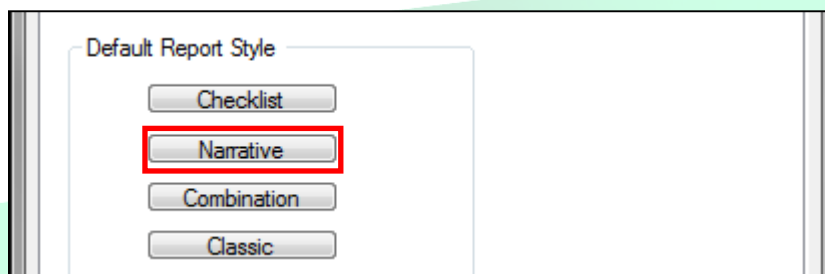 Default Report Style
Checklist
Narrative
Combination
Classic